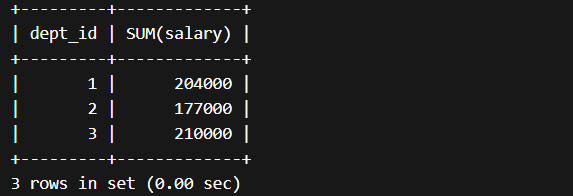 +---------+-------------+
| dept_id | SUM(salary) |
+---------+-------------+
|       1 |      204000 |
|       2 |      177000 |
|       3 |      210000 |
+---------+-------------+
3 rows in set (0.00 sec)